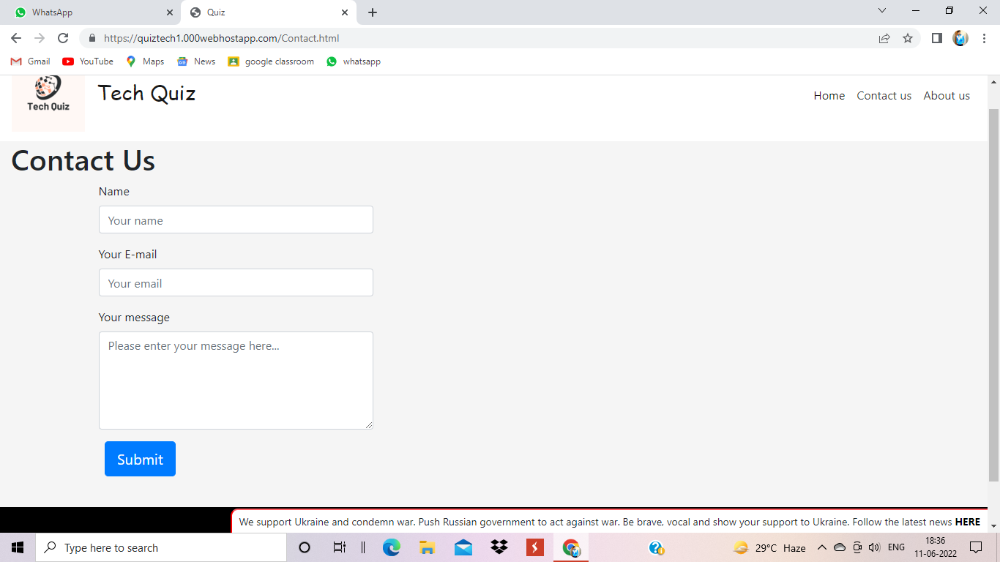 WhatsApp
Quiz
https://quiztech1.000webhostapp.com/Contact.html
Gmail YouTube Maps News google classroom whatsapp
Tech Quiz
Tech Quiz
Home Contact us About us
Contact Us
Name
Your name
Your E-mail
Your email
Your message
Please enter your message here...
Submit
We support Ukraine and condemn war. Push Russian government to act against war. Be brave, vocal and show your support to Ukraine. Follow the latest news HERE
Type here to search
29°C Haze
ENG
18:36
11-06-2022